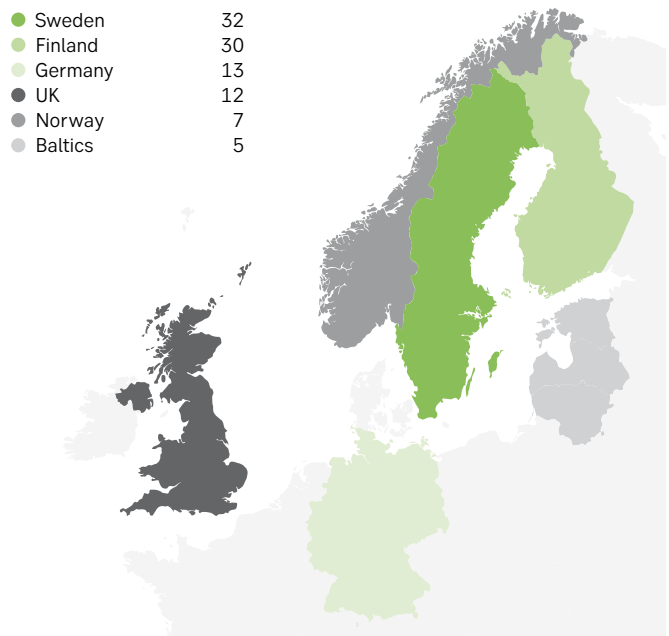 Sweden 32
Finland 30
Germany 13
UK 12
Norway 7
Baltics 5